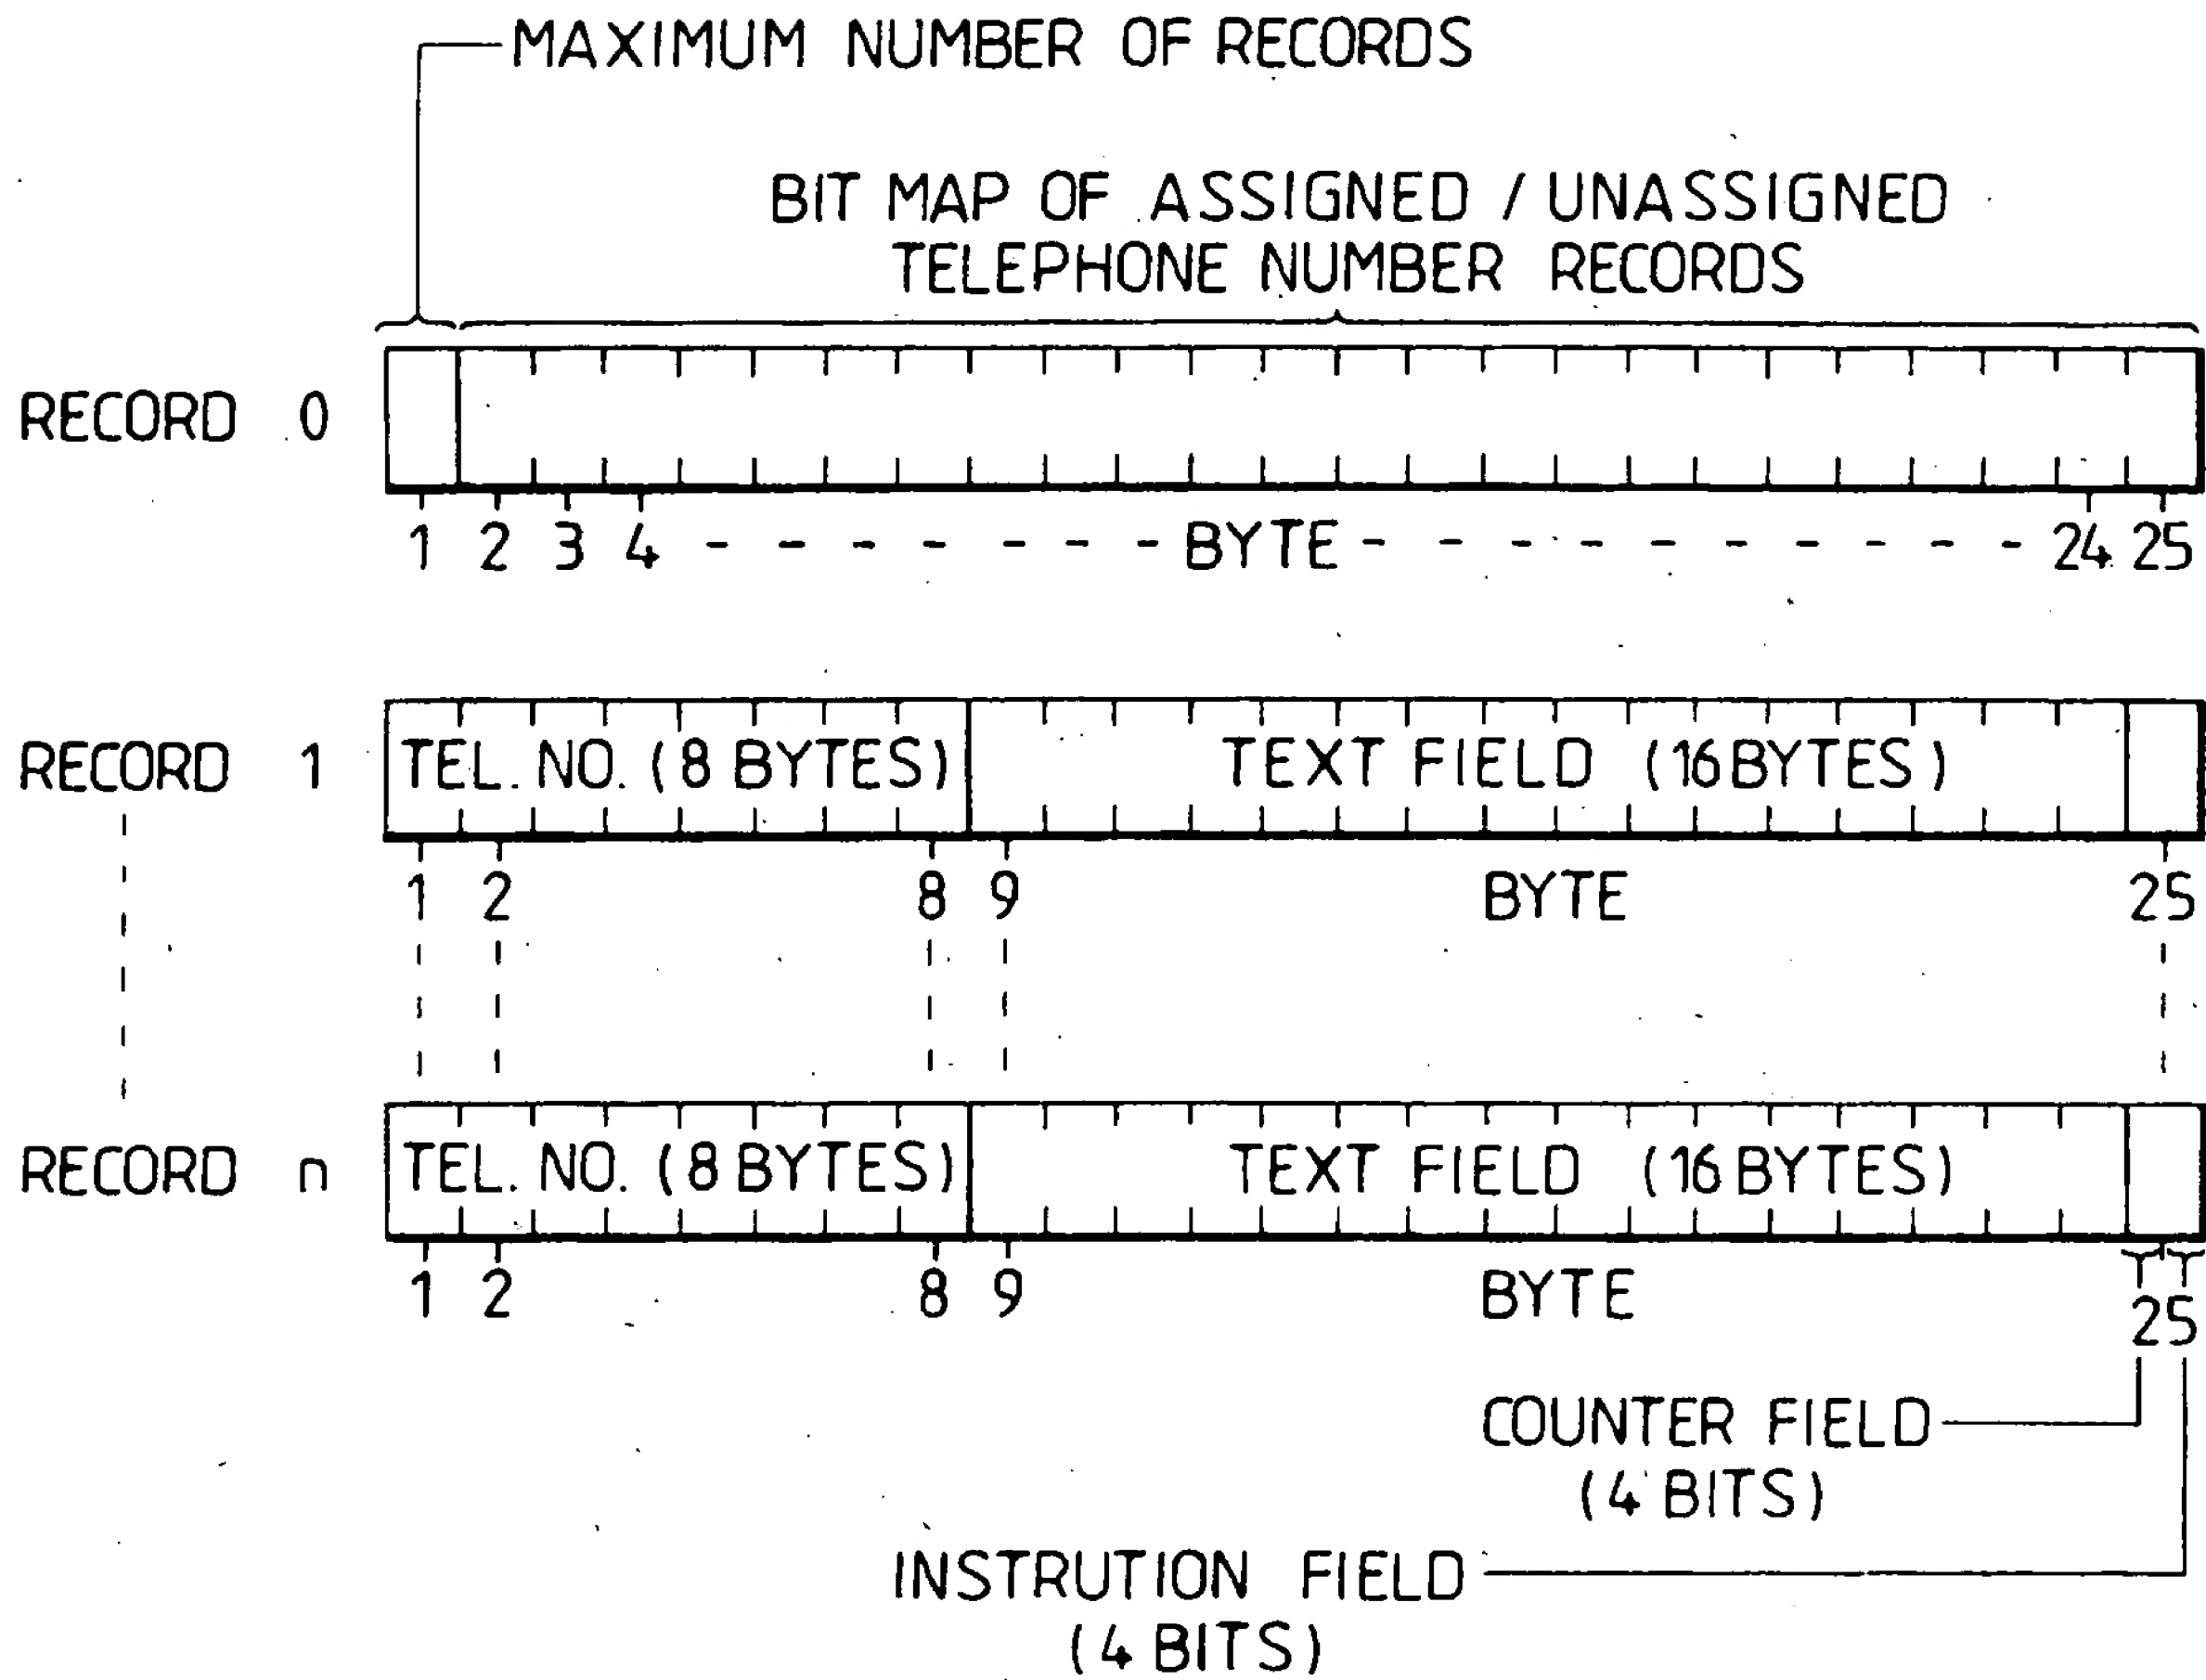 MAXIMUM NUMBER OF RECORDS
BIT MAP OF ASSIGNED / UNASSIGNED
TELEPHONE NUMBER RECORDS
RECORD 0
1 2 3 4 - - - - - - - BYTE - - - - - - - - - - 24 25
RECORD 1 TEL. NO. (8 BYTES) TEXT FIELD (16 BYTES)
1 2 8 9 BYTE 25
RECORD n TEL. NO. (8 BYTES) TEXT FIELD (16 BYTES)
1 2 8 9 BYTE 25
COUNTER FIELD
(4 BITS)
INSTRUTION FIELD
(4 BITS)